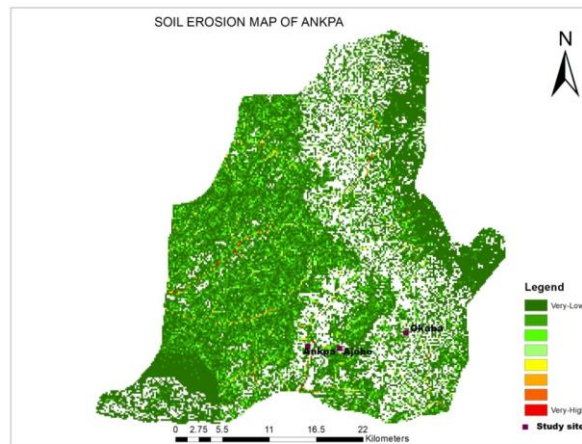 SOIL EROSION MAP OF ANKPA
N
OKaba
Ankpa Ajobe
Legend
Very-Low
Very-High
Study site
0 2.75 5.5 11 16.5 22
Kilometers